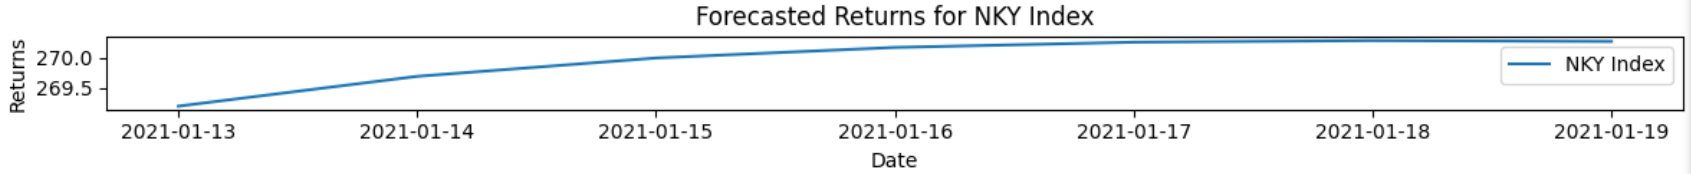 Forecasted Returns for NKY Index
Returns
270.0
269.5
NKY Index
2021-01-13 2021-01-14 2021-01-15 2021-01-16 2021-01-17 2021-01-18 2021-01-19
Date